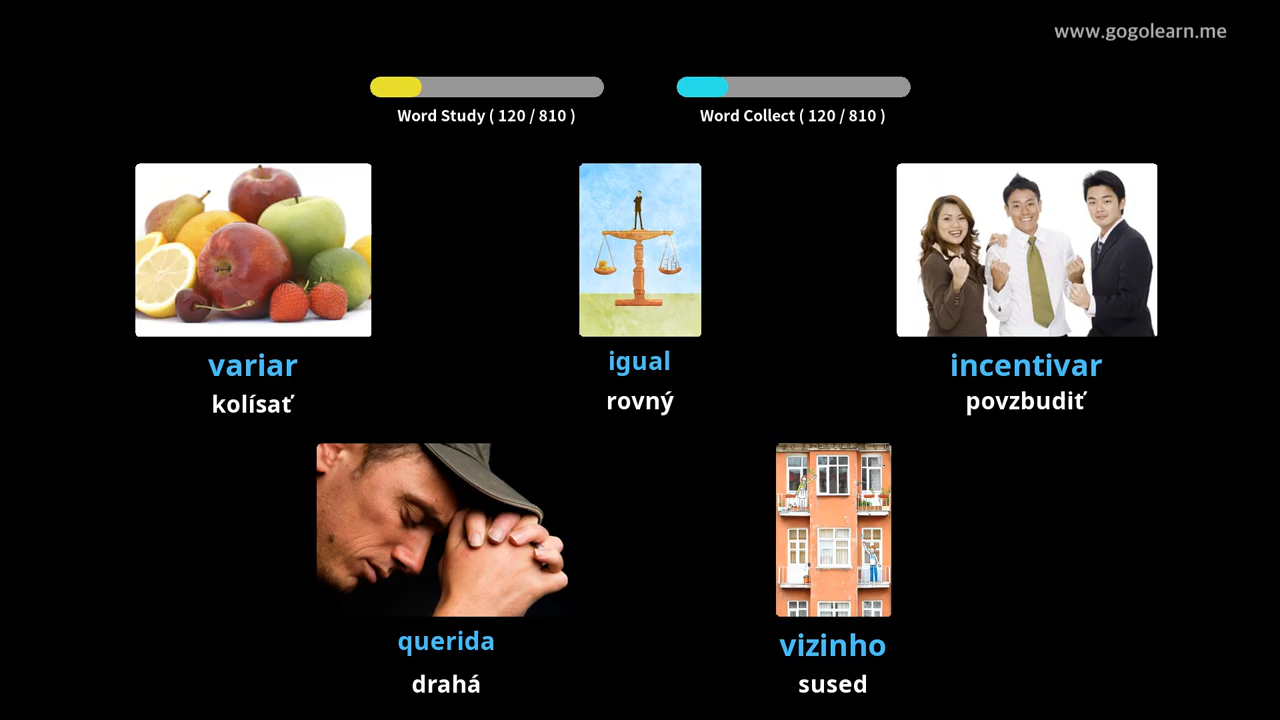 www.gogolearn.me
Word Study ( 120 / 810 )
Word Collect ( 120 / 810 )
variar
kolísať
igual
rovný
incentivar
povzbudiť
querida
drahá
vizinho
sused